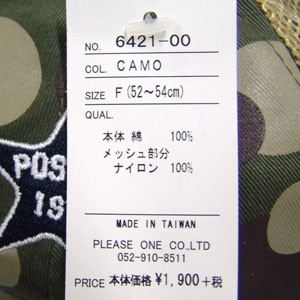 NO. 6421-00
COL. CAMO
SIZE F (52～54cm)
QUAL.
本体 綿 100%
メッシュ部分
ナイロン 100%
MADE IN TAIWAN
PLEASE ONE CO.,LTD
052-910-8511
PRICE 本体価格 ¥1,900+税
POS
IS